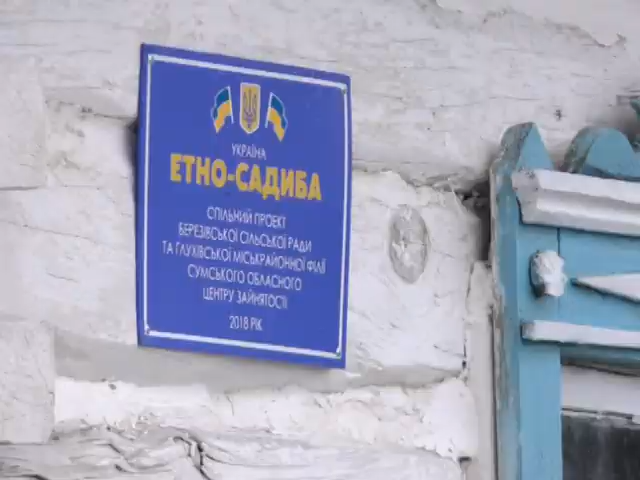 УКРАЇНА
ЕТНО-САДИБА
СПІЛЬНИЙ ПРОЕКТ
БЕРЕЗІВСЬКОЇ СІЛЬСЬКОЇ РАДИ
ТА ГЛУХІВСЬКОЇ МІСЬКРАЙОННОЇ ФІЛІЇ
СУМСЬКОГО ОБЛАСНОГО
ЦЕНТРУ ЗАЙНЯТОСТІ
2018 РІК